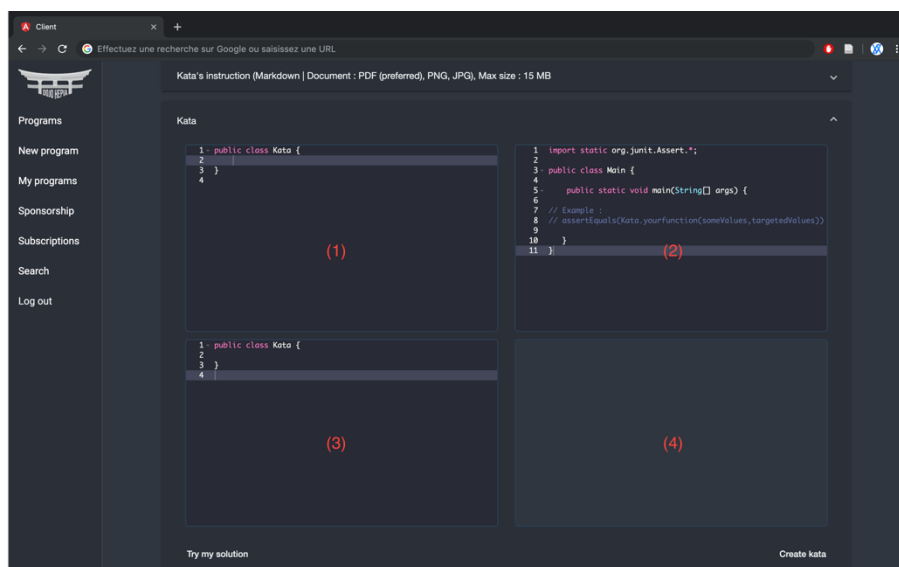 Client × +
Effectuez une recherche sur Google ou saisissez une URL
DOJO HEPIA
Programs
New program
My programs
Sponsorship
Subscriptions
Search
Log out
Kata's instruction (Markdown | Document : PDF (preferred), PNG, JPG), Max size : 15 MB
Kata
1 public class Kata {
2
3 }
4
(1)
1 import static org.junit.Assert.*;
2
3 public class Main {
4
5 public static void main(String[] args) {
6
7 // Example :
8 // assertEquals(Kata.yourfunction(someValues,targetedValues))
9
10 }
11 }
(2)
1 public class Kata {
2
3 }
4
(3)
(4)
Try my solution
Create kata